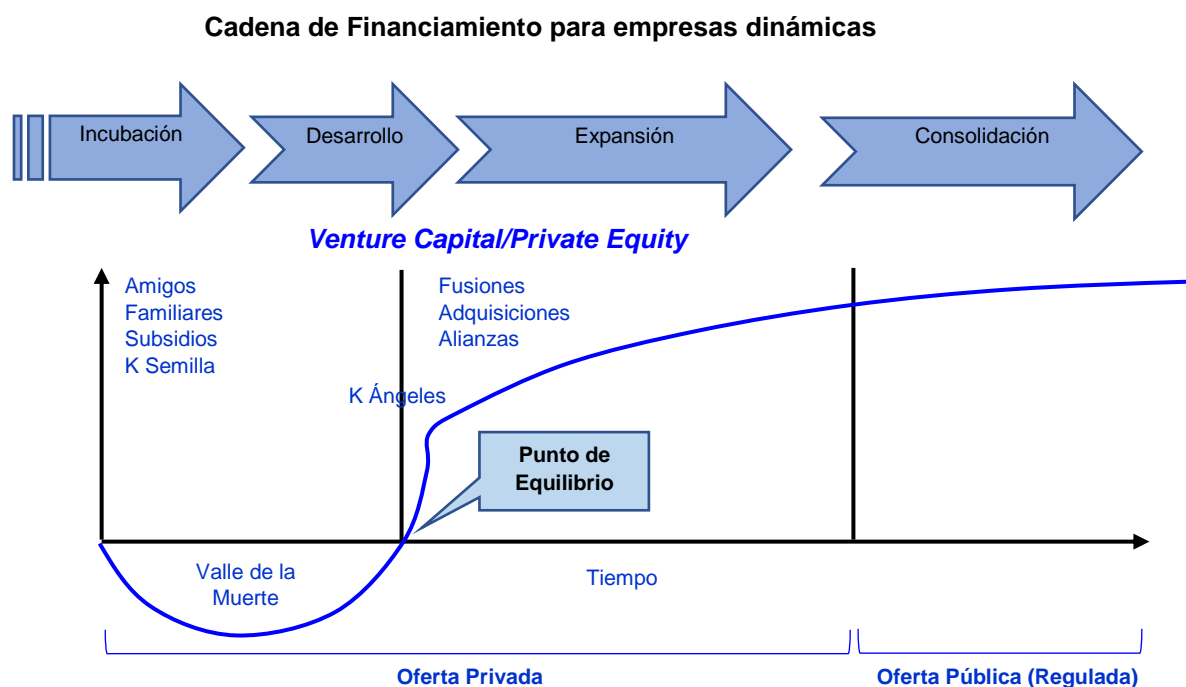 Cadena de Financiamiento para empresas dinámicas
Incubación
Desarrollo
Expansión
Consolidación
Venture Capital/Private Equity
Amigos
Familiares
Subsidios
K Semilla
Fusiones
Adquisiciones
Alianzas
K Ángeles
Punto de
Equilibrio
Valle de la
Muerte
Tiempo
Oferta Privada
Oferta Pública (Regulada)